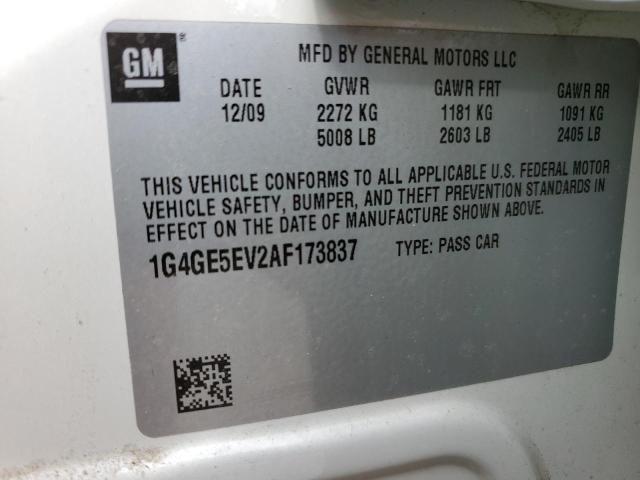 GM ®
MFD BY GENERAL MOTORS LLC
DATE GVWR GAWR FRT GAWR RR
12/09 2272 KG 1181 KG 1091 KG
5008 LB 2603 LB 2405 LB
THIS VEHICLE CONFORMS TO ALL APPLICABLE U.S. FEDERAL MOTOR
VEHICLE SAFETY, BUMPER, AND THEFT PREVENTION STANDARDS IN
EFFECT ON THE DATE OF MANUFACTURE SHOWN ABOVE.
1G4GE5EV2AF173837 TYPE: PASS CAR